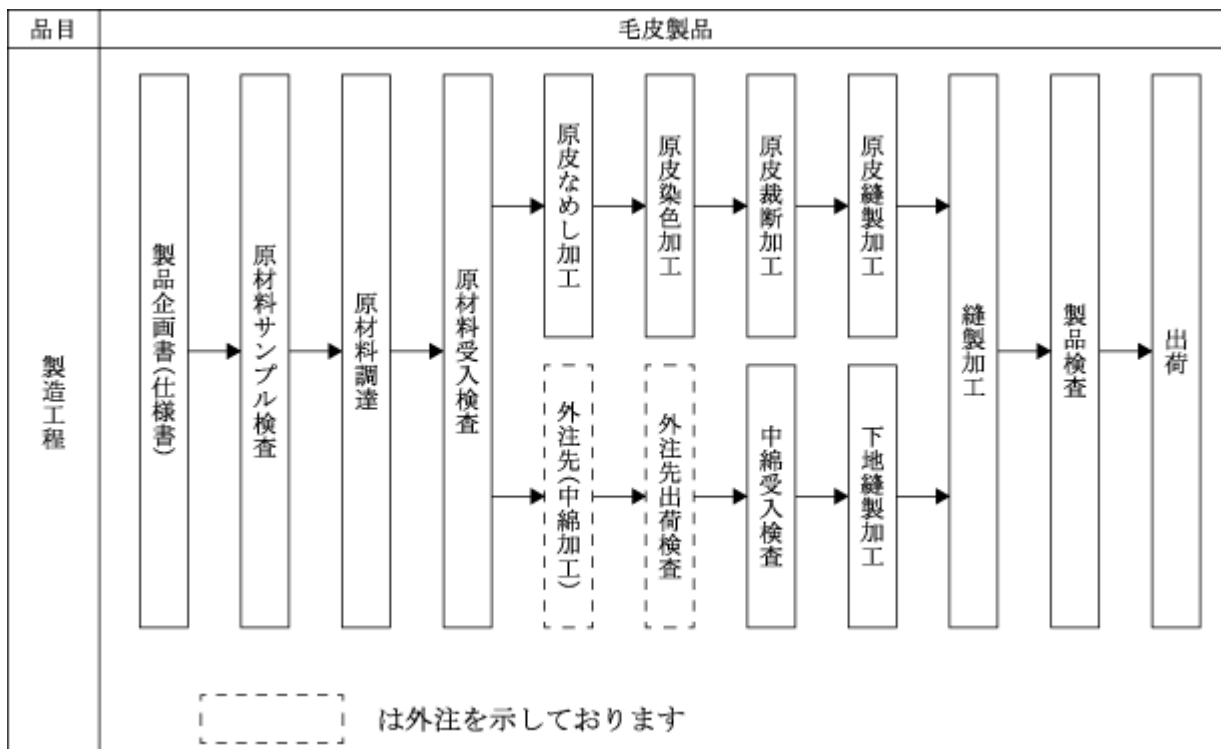 品目
毛皮製品
製造工程
製品企画書(仕様書)
原材料サンプル検査
原材料調達
原材料受入検査
原皮なめし加工
原皮染色加工
原皮裁断加工
原皮縫製加工
外注先(中綿加工)
外注先出荷検査
中綿受入検査
下地縫製加工
縫製加工
製品検査
出荷
は外注を示しております